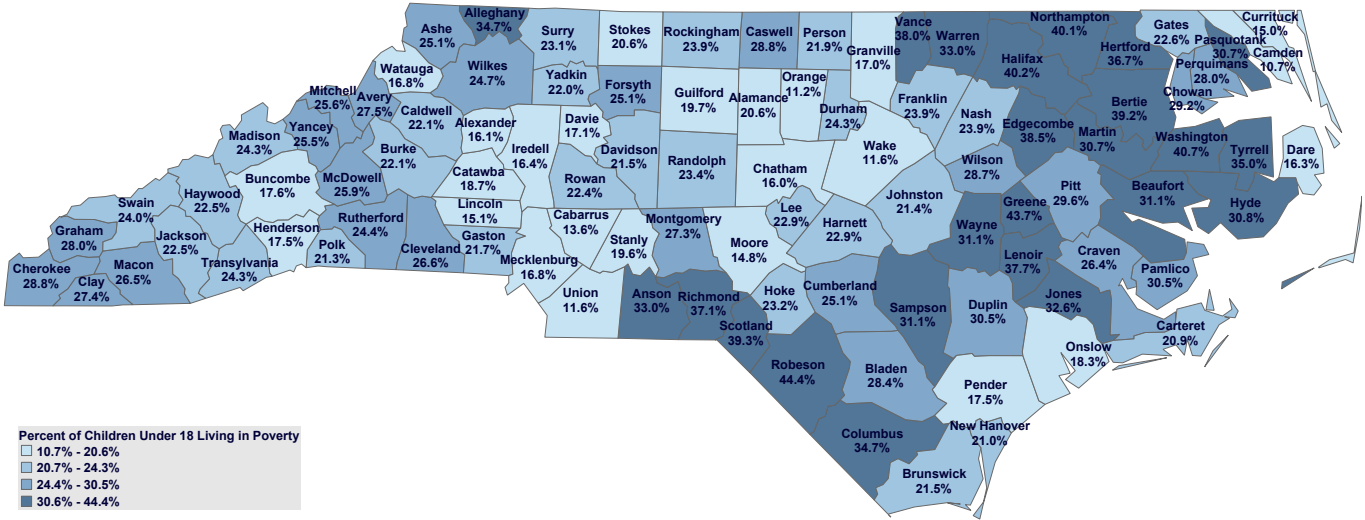 Alleghany
34.7%
Ashe
25.1%
Surry
23.1%
Stokes
20.6%
Rockingham
23.9%
Caswell
28.8%
Person
21.9%
Granville
17.0%
Vance
38.0%
Warren
33.0%
Northampton
40.1%
Halifax
40.2%
Hertford
36.7%
Gates
22.6%
Currituck
15.0%
Pasquotank
30.7%
Camden
10.7%
Perquimans
28.0%
Chowan
29.2%
Watauga
16.8%
Wilkes
24.7%
Yadkin
22.0%
Forsyth
25.1%
Guilford
19.7%
Alamance
20.6%
Orange
11.2%
Durham
24.3%
Franklin
23.9%
Nash
23.9%
Edgecombe
38.5%
Bertie
39.2%
Martin
30.7%
Washington
40.7%
Tyrrell
35.0%
Dare
16.3%
Mitchell
25.6%
Avery
27.5%
Caldwell
22.1%
Alexander
16.1%
Iredell
16.4%
Davie
17.1%
Davidson
21.5%
Randolph
23.4%
Chatham
16.0%
Wake
11.6%
Wilson
28.7%
Pitt
29.6%
Beaufort
31.1%
Hyde
30.8%
Madison
24.3%
Yancey
25.5%
Burke
22.1%
McDowell
25.9%
Buncombe
17.6%
Haywood
22.5%
Swain
24.0%
Graham
28.0%
Cherokee
28.8%
Clay
27.4%
Macon
26.5%
Jackson
22.5%
Transylvania
24.3%
Henderson
17.5%
Polk
21.3%
Rutherford
24.4%
Cleveland
26.6%
Catawba
18.7%
Lincoln
15.1%
Gaston
21.7%
Mecklenburg
16.8%
Rowan
22.4%
Cabarrus
13.6%
Stanly
19.6%
Montgomery
27.3%
Moore
14.8%
Lee
22.9%
Harnett
22.9%
Johnston
21.4%
Wayne
31.1%
Greene
43.7%
Lenoir
37.7%
Craven
26.4%
Pamlico
30.5%
Jones
32.6%
Carteret
20.9%
Onslow
18.3%
Union
11.6%
Anson
33.0%
Richmond
37.1%
Scotland
39.3%
Hoke
23.2%
Cumberland
25.1%
Sampson
31.1%
Duplin
30.5%
Robeson
44.4%
Bladen
28.4%
Pender
17.5%
Columbus
34.7%
New Hanover
21.0%
Brunswick
21.5%
Percent of Children Under 18 Living in Poverty
10.7% - 20.6%
20.7% - 24.3%
24.4% - 30.5%
30.6% - 44.4%